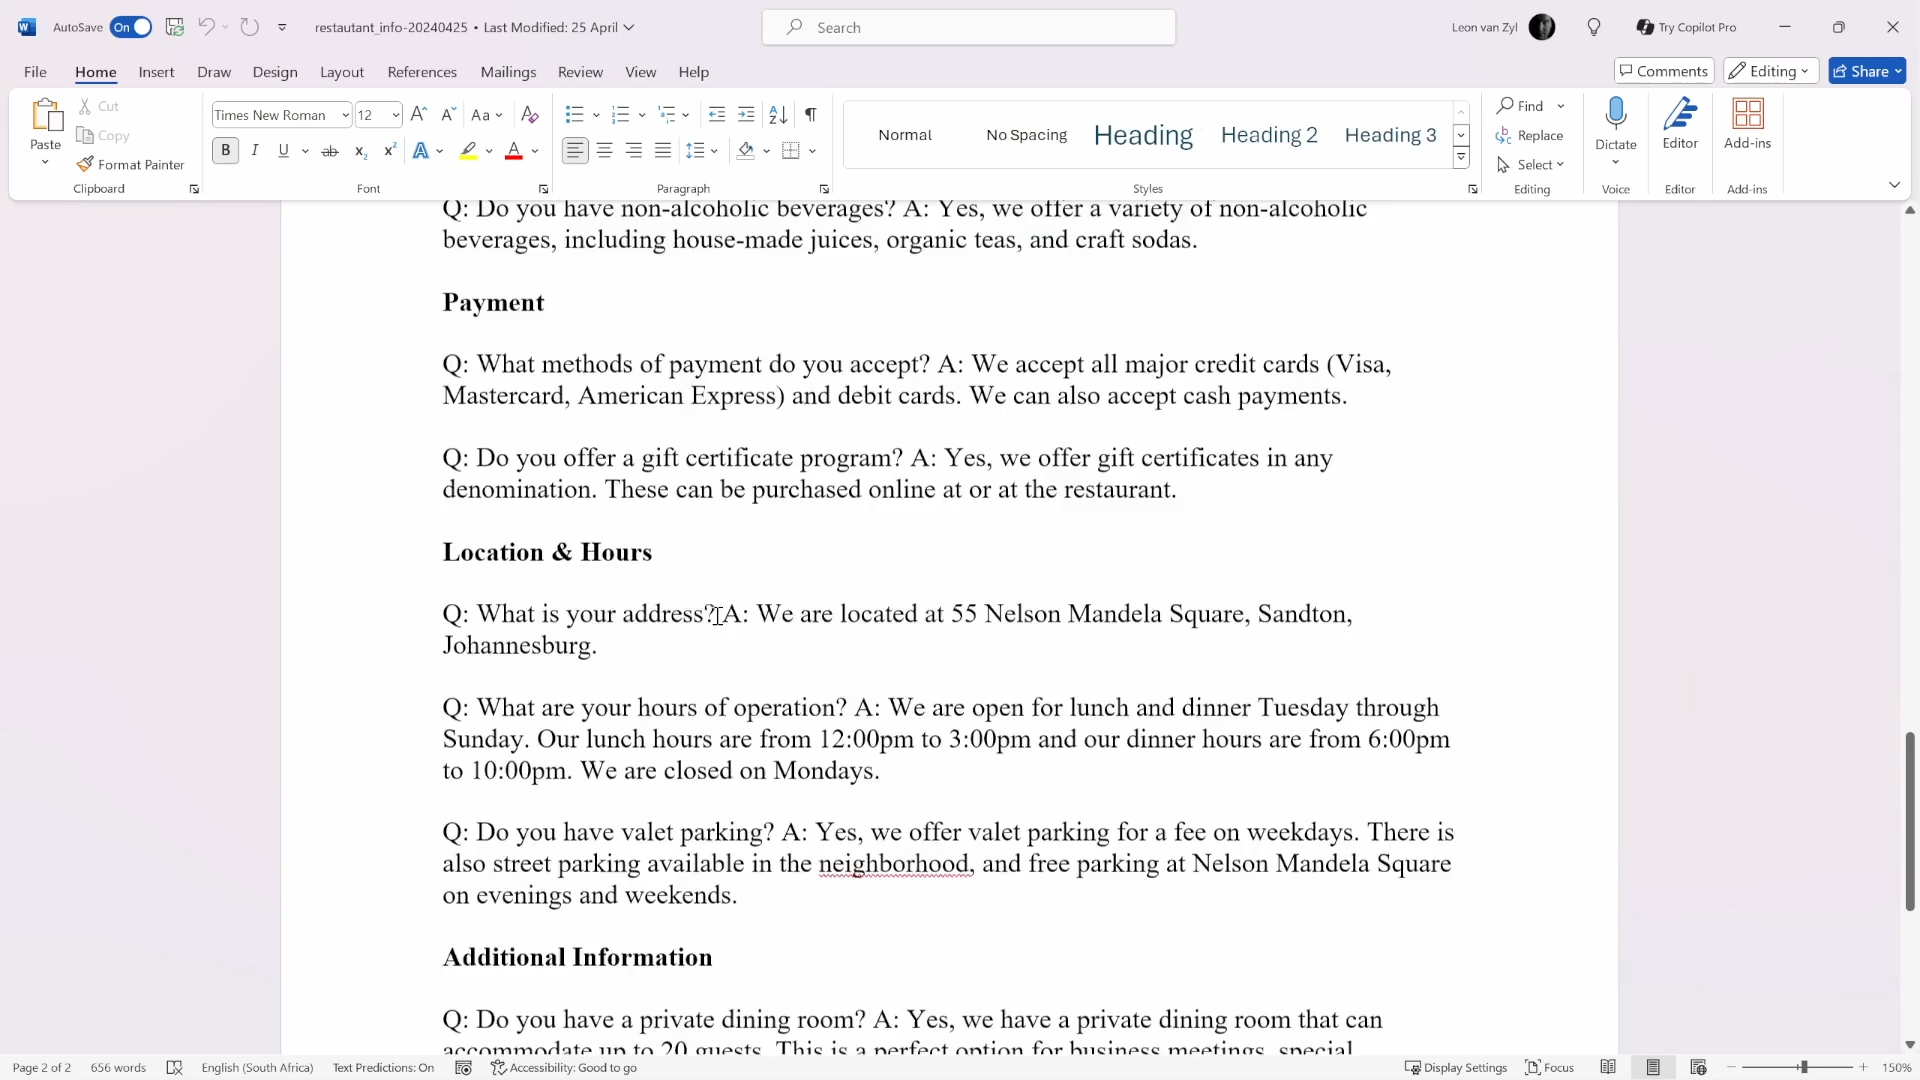 AutoSave On restautant_info-20240425 • Last Modified: 25 April Search Leon van Zyl Try Copilot Pro
File Home Insert Draw Design Layout References Mailings Review View Help Comments Editing Share
Paste Cut Copy Format Painter Clipboard
Times New Roman 12 Aa B I U ab x₂ x² A A Font
Paragraph
Normal No Spacing Heading Heading 2 Heading 3 Styles
Find Replace Select Editing
Dictate Voice
Editor Editor
Add-ins Add-ins
Q: Do you have non-alcoholic beverages? A: Yes, we offer a variety of non-alcoholic
beverages, including house-made juices, organic teas, and craft sodas.
Payment
Q: What methods of payment do you accept? A: We accept all major credit cards (Visa,
Mastercard, American Express) and debit cards. We can also accept cash payments.
Q: Do you offer a gift certificate program? A: Yes, we offer gift certificates in any
denomination. These can be purchased online at or at the restaurant.
Location & Hours
Q: What is your address? A: We are located at 55 Nelson Mandela Square, Sandton,
Johannesburg.
Q: What are your hours of operation? A: We are open for lunch and dinner Tuesday through
Sunday. Our lunch hours are from 12:00pm to 3:00pm and our dinner hours are from 6:00pm
to 10:00pm. We are closed on Mondays.
Q: Do you have valet parking? A: Yes, we offer valet parking for a fee on weekdays. There is
also street parking available in the neighborhood, and free parking at Nelson Mandela Square
on evenings and weekends.
Additional Information
Q: Do you have a private dining room? A: Yes, we have a private dining room that can
accommodate up to 20 guests. This is a perfect option for business meetings, special
Page 2 of 2 656 words English (South Africa) Text Predictions: On Accessibility: Good to go Display Settings Focus 150%